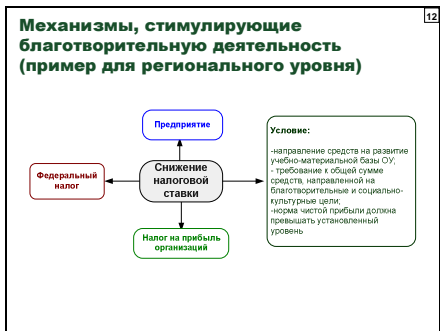 12
Механизмы, стимулирующие
благотворительную деятельность
(пример для регионального уровня)
Предприятие
Федеральный
налог
Снижение
налоговой
ставки
Налог на прибыль
организаций
Условие:
-направление средств на развитие
учебно-материальной базы ОУ;
- требование к общей сумме
средств, направленной на
благотворительные и социально-
культурные цели;
-норма чистой прибыли должна
превышать установленный
уровень